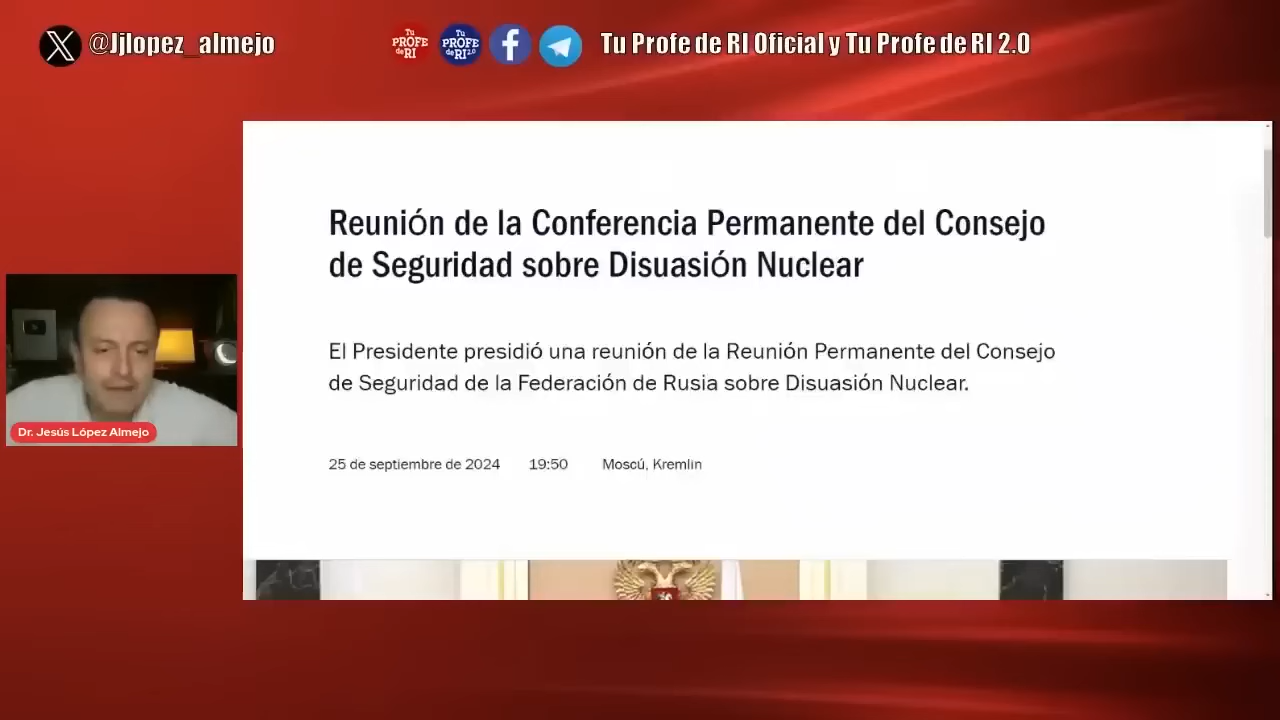 @Jjlopez_almejo
Tu
PROFE
de RI
Tu
PROFE
de RI 2.0
Tu Profe de RI Oficial y Tu Profe de RI 2.0
Reunión de la Conferencia Permanente del Consejo
de Seguridad sobre Disuasión Nuclear
El Presidente presidió una reunión de la Reunión Permanente del Consejo
de Seguridad de la Federación de Rusia sobre Disuasión Nuclear.
25 de septiembre de 2024 19:50 Moscú, Kremlin
Dr. Jesús López Almejo